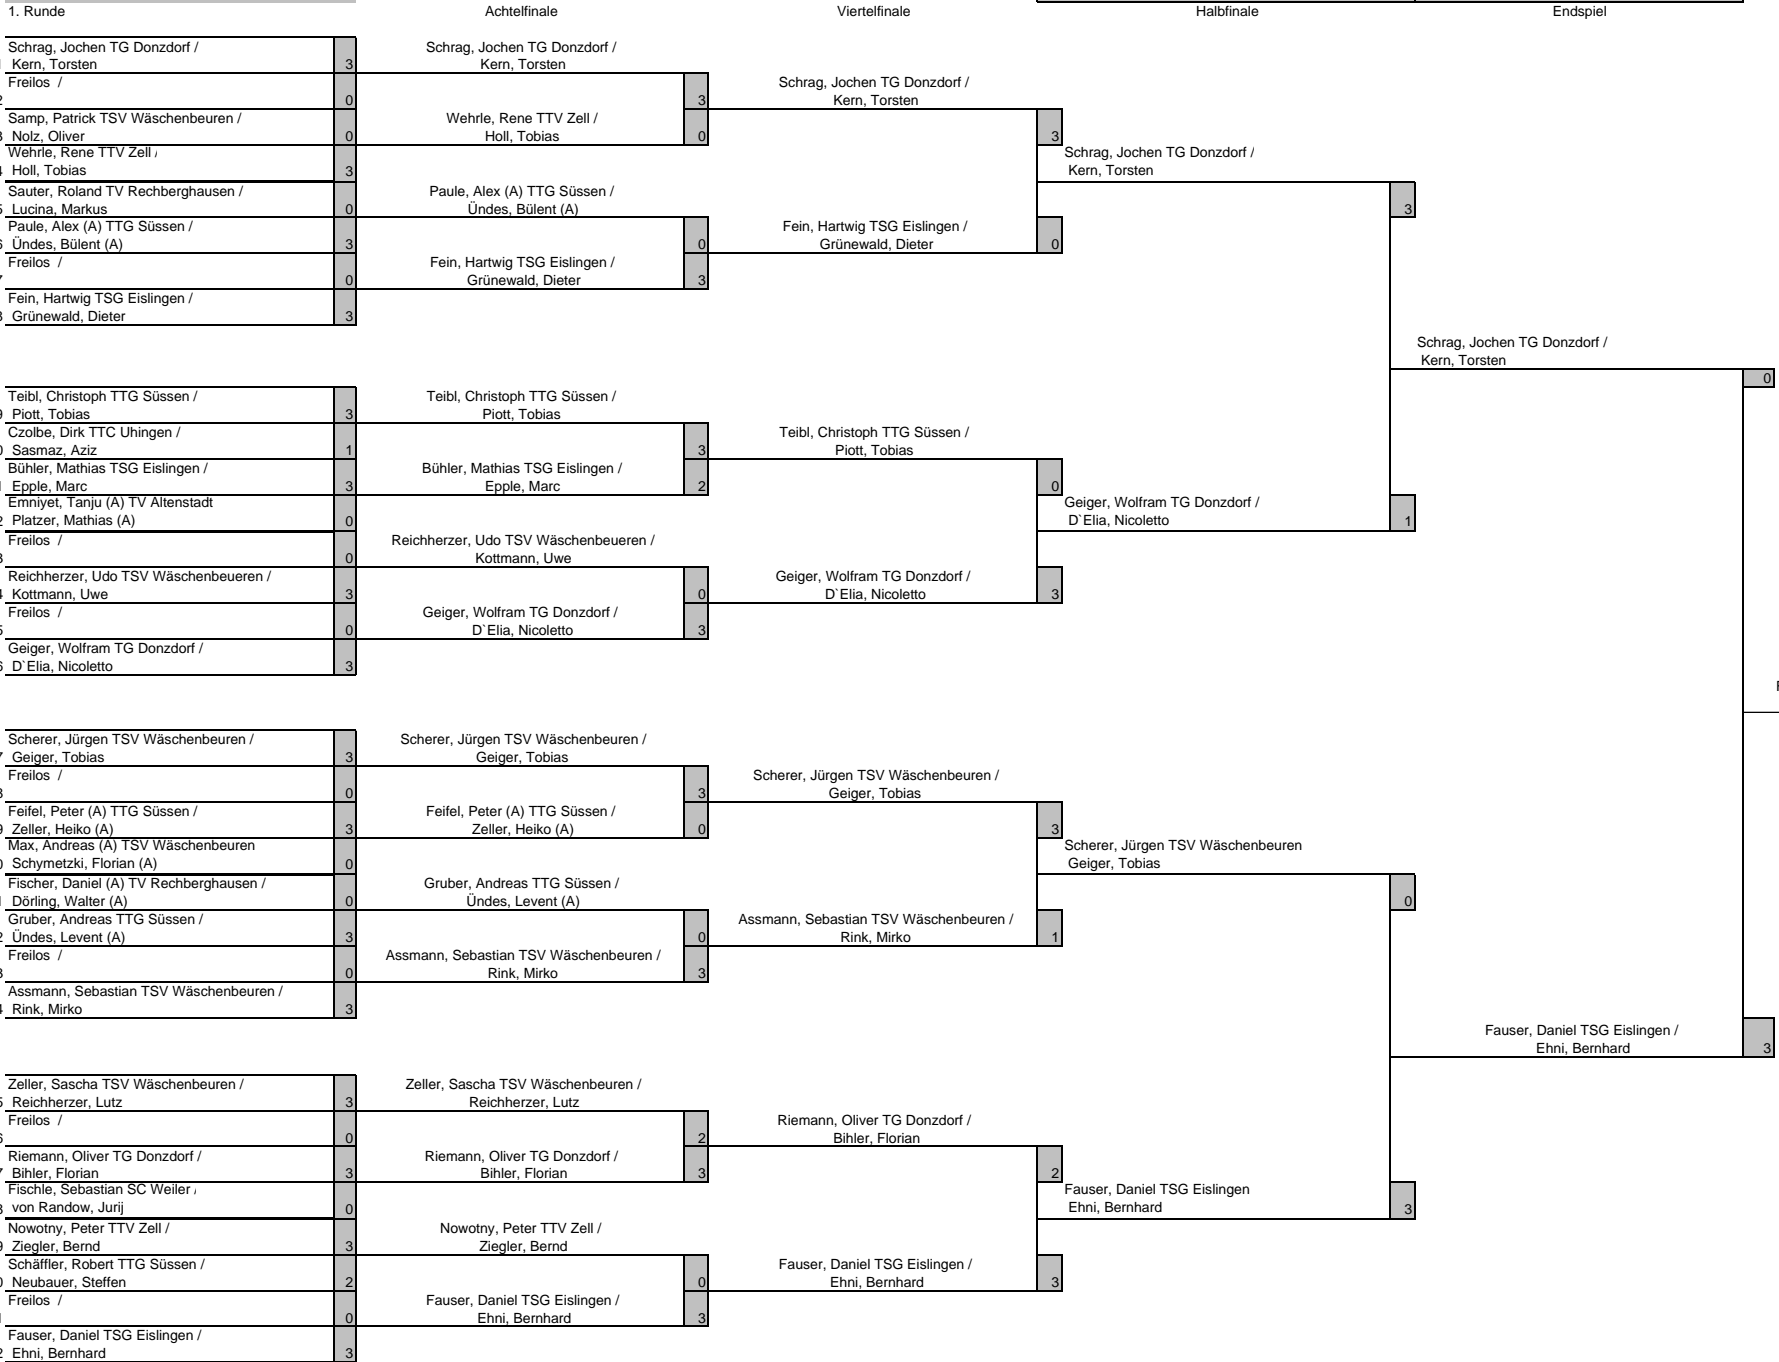 1. Runde
Achtelfinale
Viertelfinale
Halbfinale
Endspiel
Schrag, Jochen TG Donzdorf /
Kern, Torsten 3
Freilos /
0
Samp, Patrick TSV Wäschenbeuren /
Nolz, Oliver 0
Wehrle, Rene TTV Zell /
Holl, Tobias 3
Sauter, Roland TV Rechberghausen /
Lucina, Markus 0
Paule, Alex (A) TTG Süssen /
Ündes, Bülent (A) 3
Freilos /
0
Fein, Hartwig TSG Eislingen /
Grünewald, Dieter 3
Teibl, Christoph TTG Süssen /
Piott, Tobias 3
Czolbe, Dirk TTC Uhingen /
Sasmaz, Aziz 1
Bühler, Mathias TSG Eislingen /
Epple, Marc 3
Emniyet, Tanju (A) TV Altenstadt
Platzer, Mathias (A) 0
Freilos /
0
Reichherzer, Udo TSV Wäschenbeueren /
Kottmann, Uwe 3
Freilos /
0
Geiger, Wolfram TG Donzdorf /
D`Elia, Nicoletto 3
Scherer, Jürgen TSV Wäschenbeuren /
Geiger, Tobias 3
Freilos /
0
Feifel, Peter (A) TTG Süssen /
Zeller, Heiko (A) 3
Max, Andreas (A) TSV Wäschenbeuren
Schymetzki, Florian (A) 0
Fischer, Daniel (A) TV Rechberghausen /
Dörling, Walter (A) 0
Gruber, Andreas TTG Süssen /
Ündes, Levent (A) 3
Freilos /
0
Assmann, Sebastian TSV Wäschenbeuren /
Rink, Mirko 3
Zeller, Sascha TSV Wäschenbeuren /
Reichherzer, Lutz 3
Freilos /
0
Riemann, Oliver TG Donzdorf /
Bihler, Florian 3
Fischle, Sebastian SC Weiler /
von Randow, Jurij 0
Nowotny, Peter TTV Zell /
Ziegler, Bernd 3
Schäffler, Robert TTG Süssen /
Neubauer, Steffen 2
Freilos /
0
Fauser, Daniel TSG Eislingen /
Ehni, Bernhard 3
Schrag, Jochen TG Donzdorf /
Kern, Torsten
3
Wehrle, Rene TTV Zell /
Holl, Tobias 0
Paule, Alex (A) TTG Süssen /
Ündes, Bülent (A)
0
Fein, Hartwig TSG Eislingen /
Grünewald, Dieter 3
Teibl, Christoph TTG Süssen /
Piott, Tobias
3
Bühler, Mathias TSG Eislingen /
Epple, Marc 2
Reichherzer, Udo TSV Wäschenbeueren /
Kottmann, Uwe
0
Geiger, Wolfram TG Donzdorf /
D`Elia, Nicoletto 3
Scherer, Jürgen TSV Wäschenbeuren /
Geiger, Tobias
3
Feifel, Peter (A) TTG Süssen /
Zeller, Heiko (A) 0
Gruber, Andreas TTG Süssen /
Ündes, Levent (A)
0
Assmann, Sebastian TSV Wäschenbeuren /
Rink, Mirko 3
Zeller, Sascha TSV Wäschenbeuren /
Reichherzer, Lutz
2
Riemann, Oliver TG Donzdorf /
Bihler, Florian 3
Nowotny, Peter TTV Zell /
Ziegler, Bernd
0
Fauser, Daniel TSG Eislingen /
Ehni, Bernhard 3
Schrag, Jochen TG Donzdorf /
Kern, Torsten
3
Fein, Hartwig TSG Eislingen /
Grünewald, Dieter 0
Teibl, Christoph TTG Süssen /
Piott, Tobias
0
Geiger, Wolfram TG Donzdorf /
D`Elia, Nicoletto 3
Scherer, Jürgen TSV Wäschenbeuren /
Geiger, Tobias
3
Assmann, Sebastian TSV Wäschenbeuren /
Rink, Mirko 1
Riemann, Oliver TG Donzdorf /
Bihler, Florian
2
Fauser, Daniel TSG Eislingen /
Ehni, Bernhard 3
Schrag, Jochen TG Donzdorf /
Kern, Torsten
3
Geiger, Wolfram TG Donzdorf /
D`Elia, Nicoletto 1
Scherer, Jürgen TSV Wäschenbeuren
Geiger, Tobias
0
Fauser, Daniel TSG Eislingen
Ehni, Bernhard 3
Schrag, Jochen TG Donzdorf /
Kern, Torsten
0
Fauser, Daniel TSG Eislingen /
Ehni, Bernhard 3